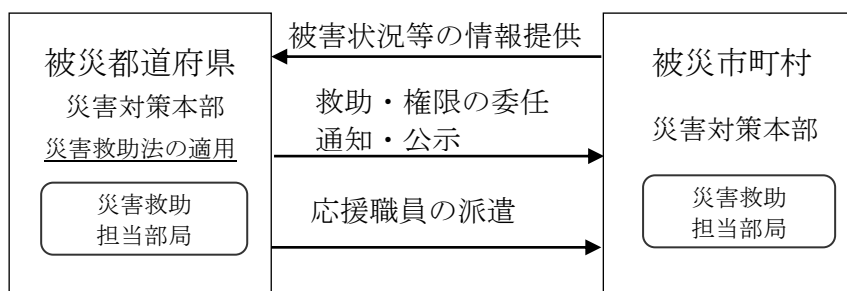 被災都道府県
災害対策本部
災害救助法の適用
災害救助
担当部局
被害状況等の情報提供
救助・権限の委任
通知・公示
応援職員の派遣
被災市町村
災害対策本部
災害救助
担当部局